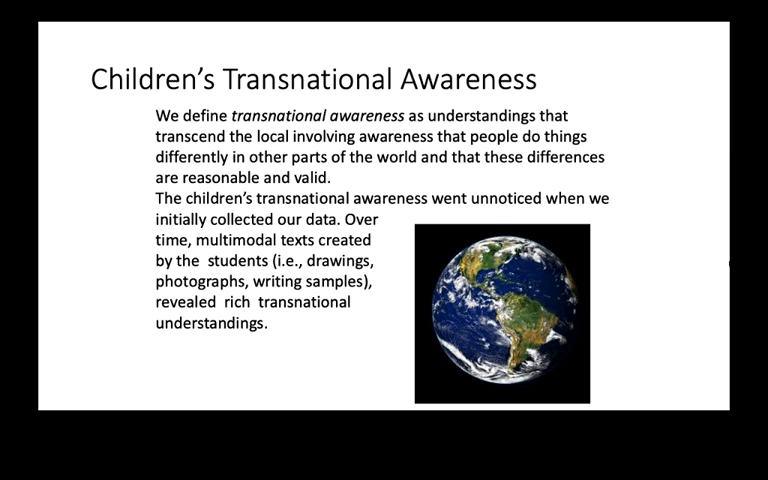 Children’s Transnational Awareness
We define transnational awareness as understandings that
transcend the local involving awareness that people do things
differently in other parts of the world and that these differences
are reasonable and valid.
The children’s transnational awareness went unnoticed when we
initially collected our data. Over
time, multimodal texts created
by the  students (i.e., drawings,
photographs, writing samples),
revealed  rich  transnational
understandings.